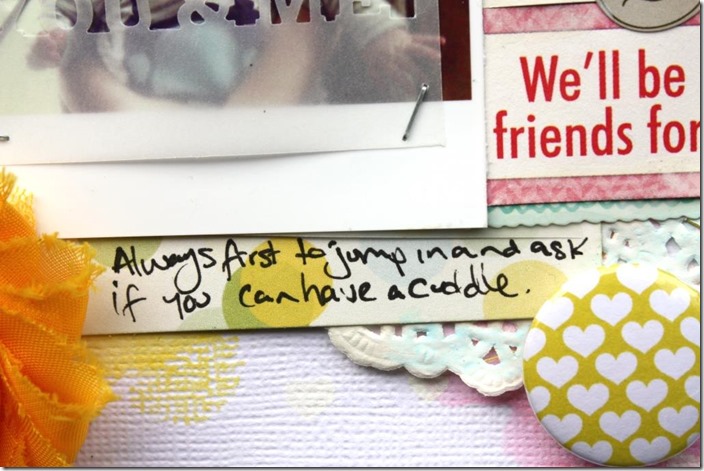 YOU & ME!
We'll be
friends for
Always first to jump in and ask
if you can have a cuddle.